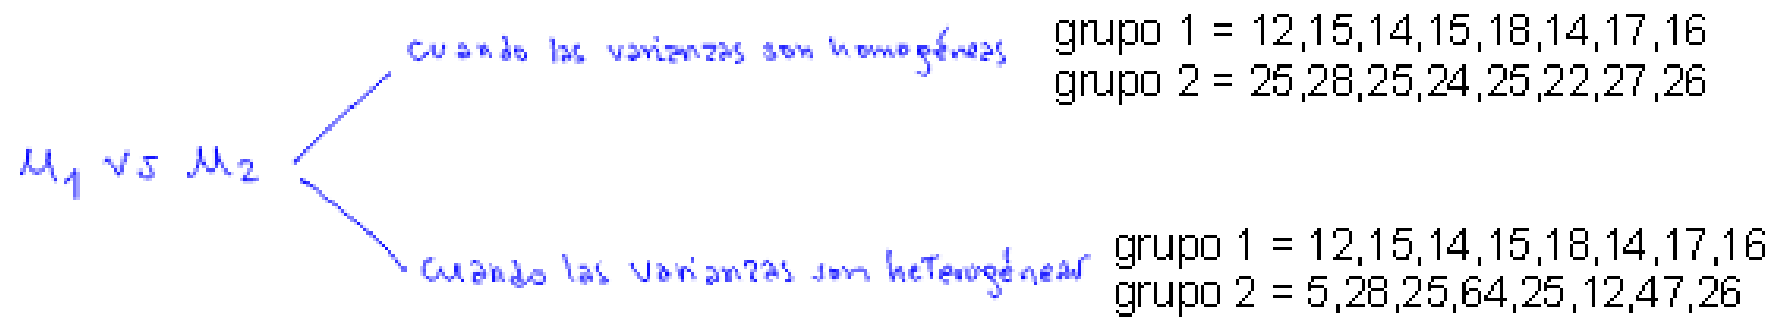 cuando las varianzas son homogéneas
grupo 1 = 12,15,14,15,18,14,17,16
grupo 2 = 25,28,25,24,25,22,27,26
M1 vs M2
cuando las varianzas son heterogéneas
grupo 1 = 12,15,14,15,18,14,17,16
grupo 2 = 5,28,25,64,25,12,47,26